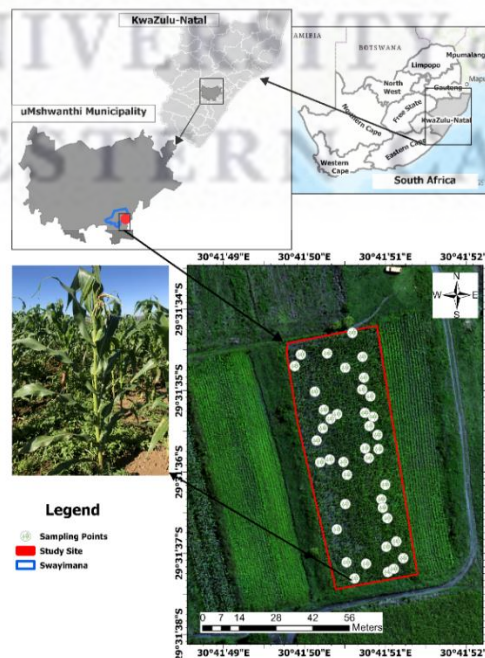 KwaZulu-Natal
uMshwanthi Municipality
AMIBIA
BOTSWANA
Limpopo
Mpumalang
North
West
Gauteng
Maps
Free State
KwaZulu-Natal
Northern Cape
Eastern Cape
Western
Cape
South Africa
30°41'49"E 30°41'50"E 30°41'51"E 30°41'52"E
N
W E
S
29°31'34"S
29°31'35"S
29°31'36"S
29°31'37"S
29°31'38"S
Legend
Sampling Points
Study Site
Swayimana
0 7 14 28 42 56
Meters
30°41'49"E 30°41'50"E 30°41'51"E 30°41'52"E